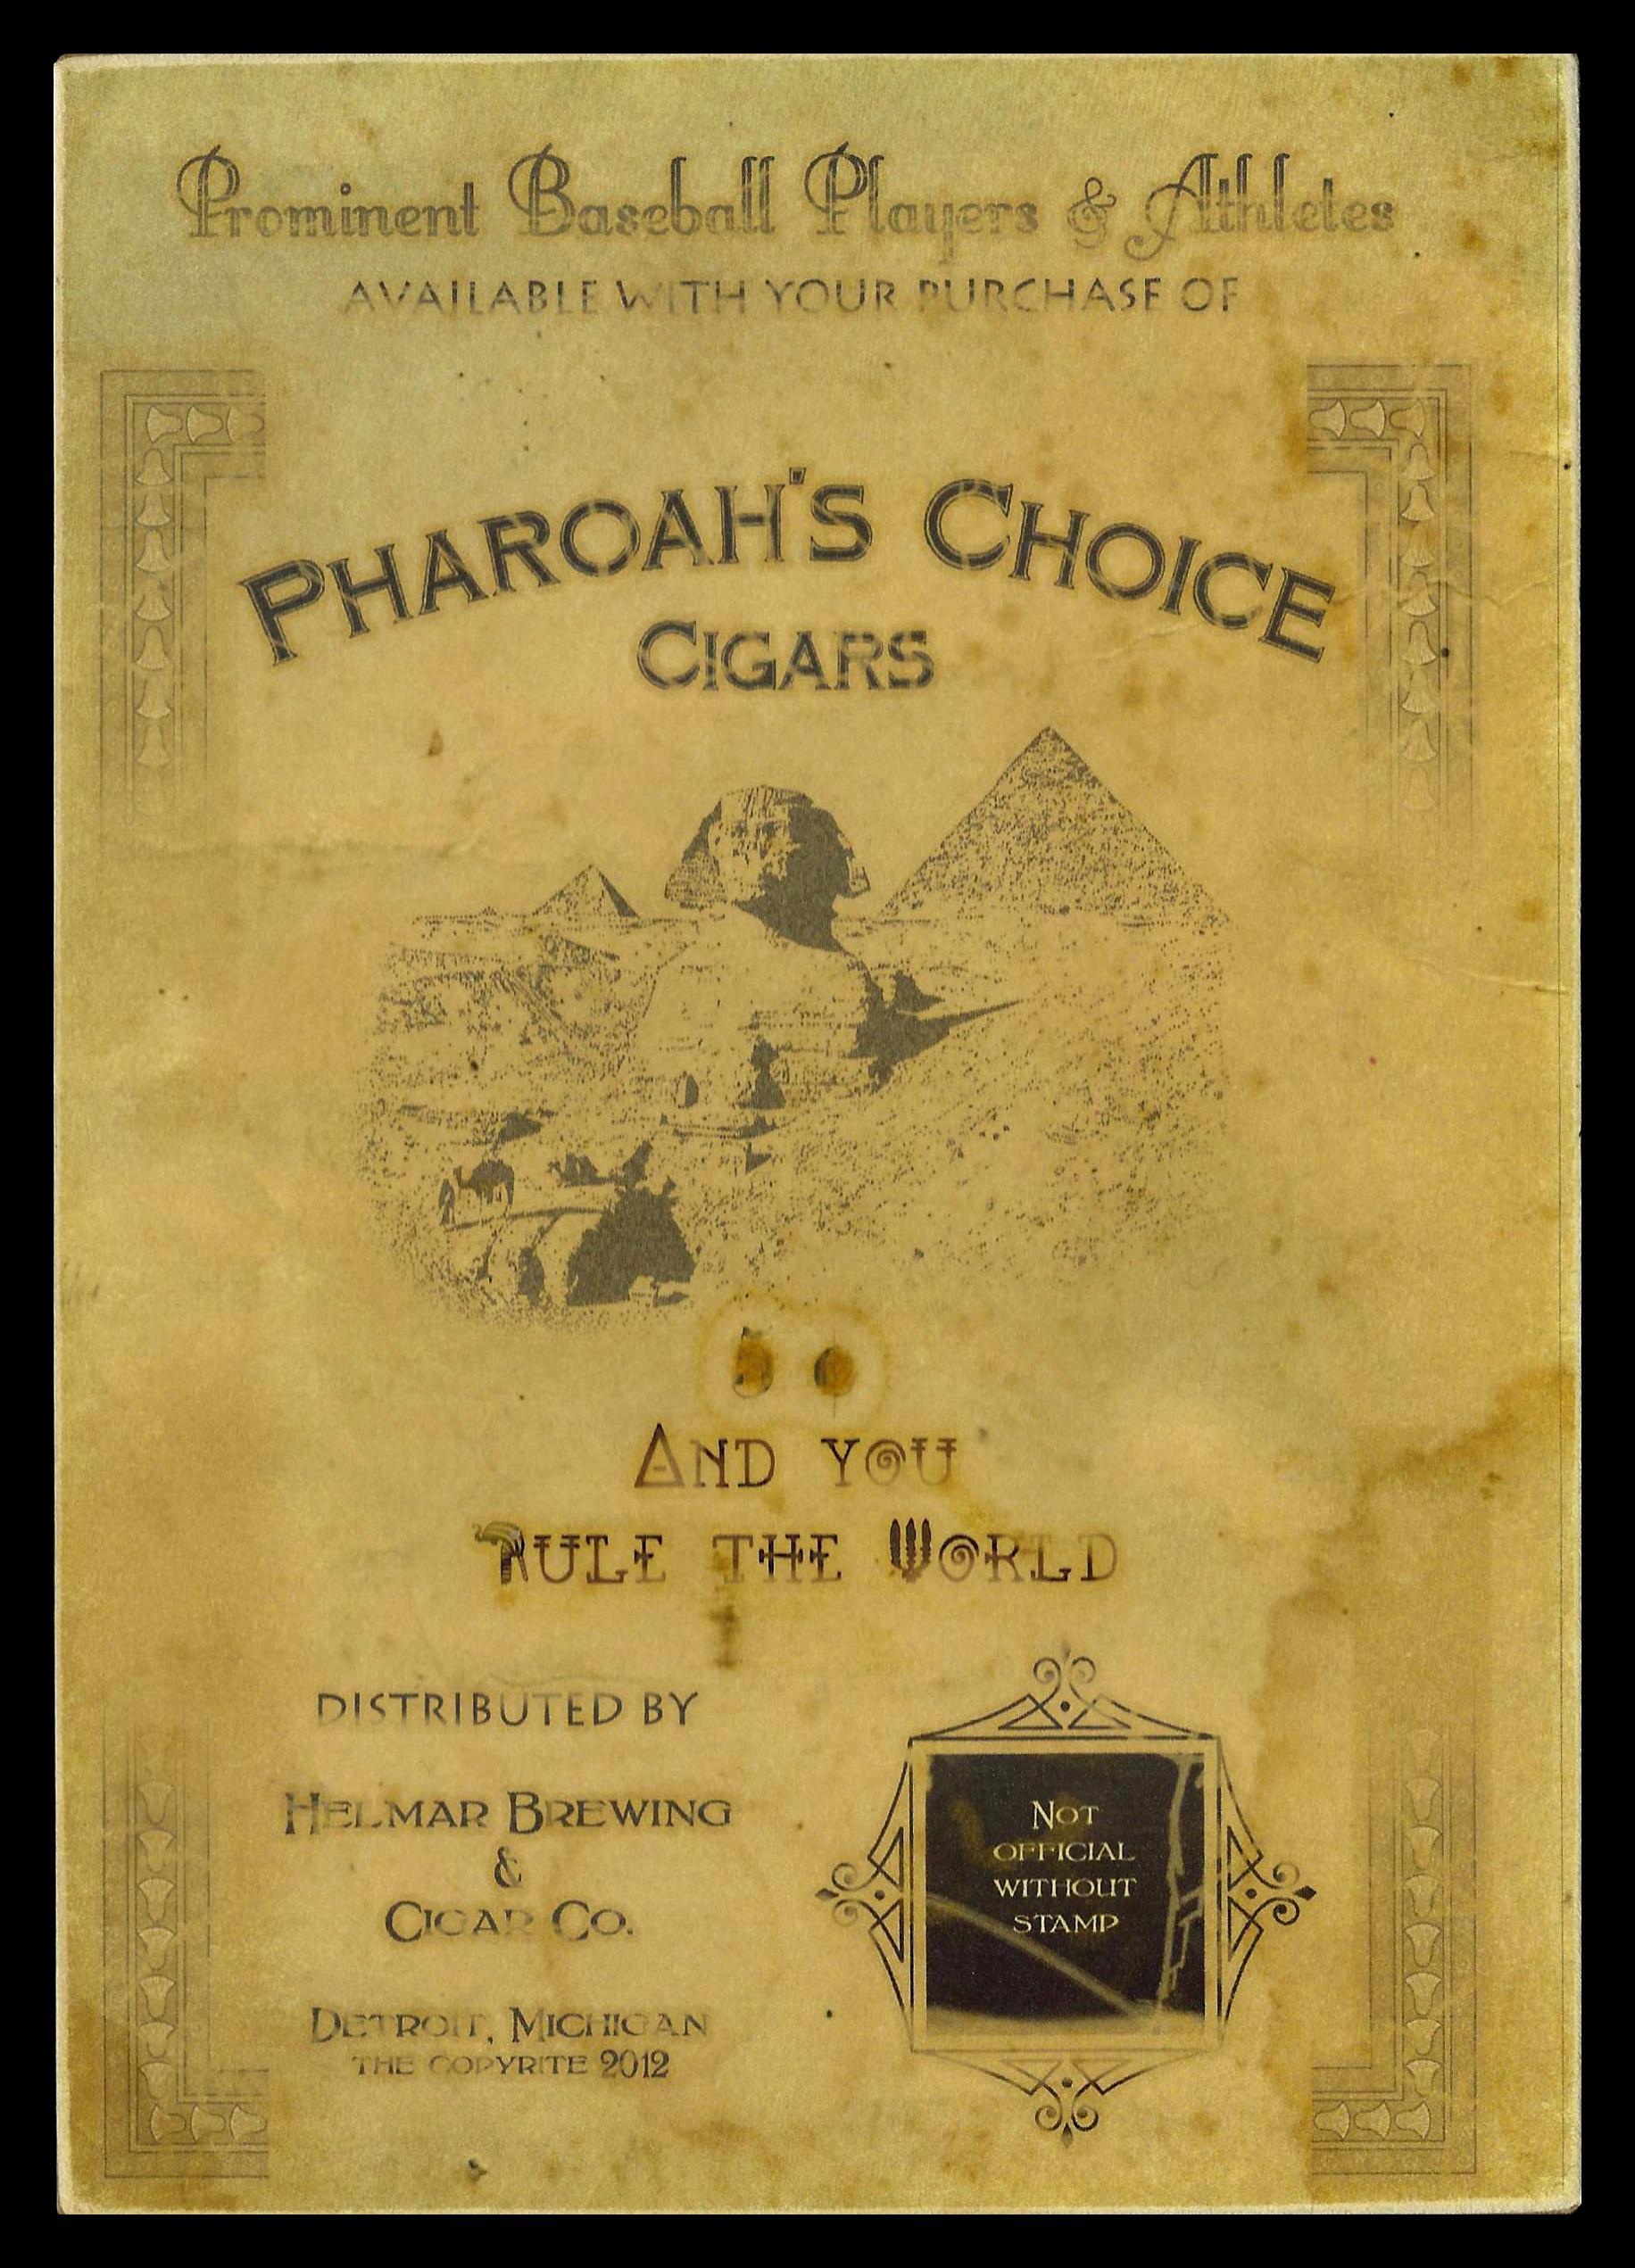 Prominent Baseball Players & Athletes
AVAILABLE WITH YOUR PURCHASE OF
PHAROAH'S CHOICE
CIGARS
5 ¢
AND YOU
RULE THE WORLD
DISTRIBUTED BY
HELMAR BREWING
&
CIGAR CO.
DETROIT, MICHIGAN
THE COPYRITE 2012
NOT
OFFICIAL
WITHOUT
STAMP